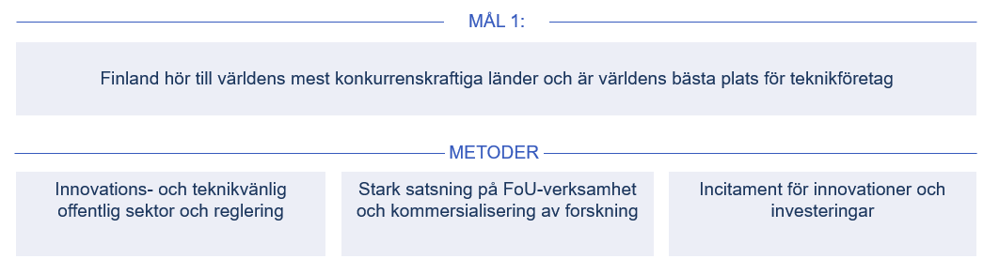 MÅL 1:
Finland hör till världens mest konkurrenskraftiga länder och är världens bästa plats för teknikföretag
METODER
Innovations- och teknikvänlig
offentlig sektor och reglering
Stark satsning på FoU-verksamhet
och kommersialisering av forskning
Incitament för innovationer och
investeringar